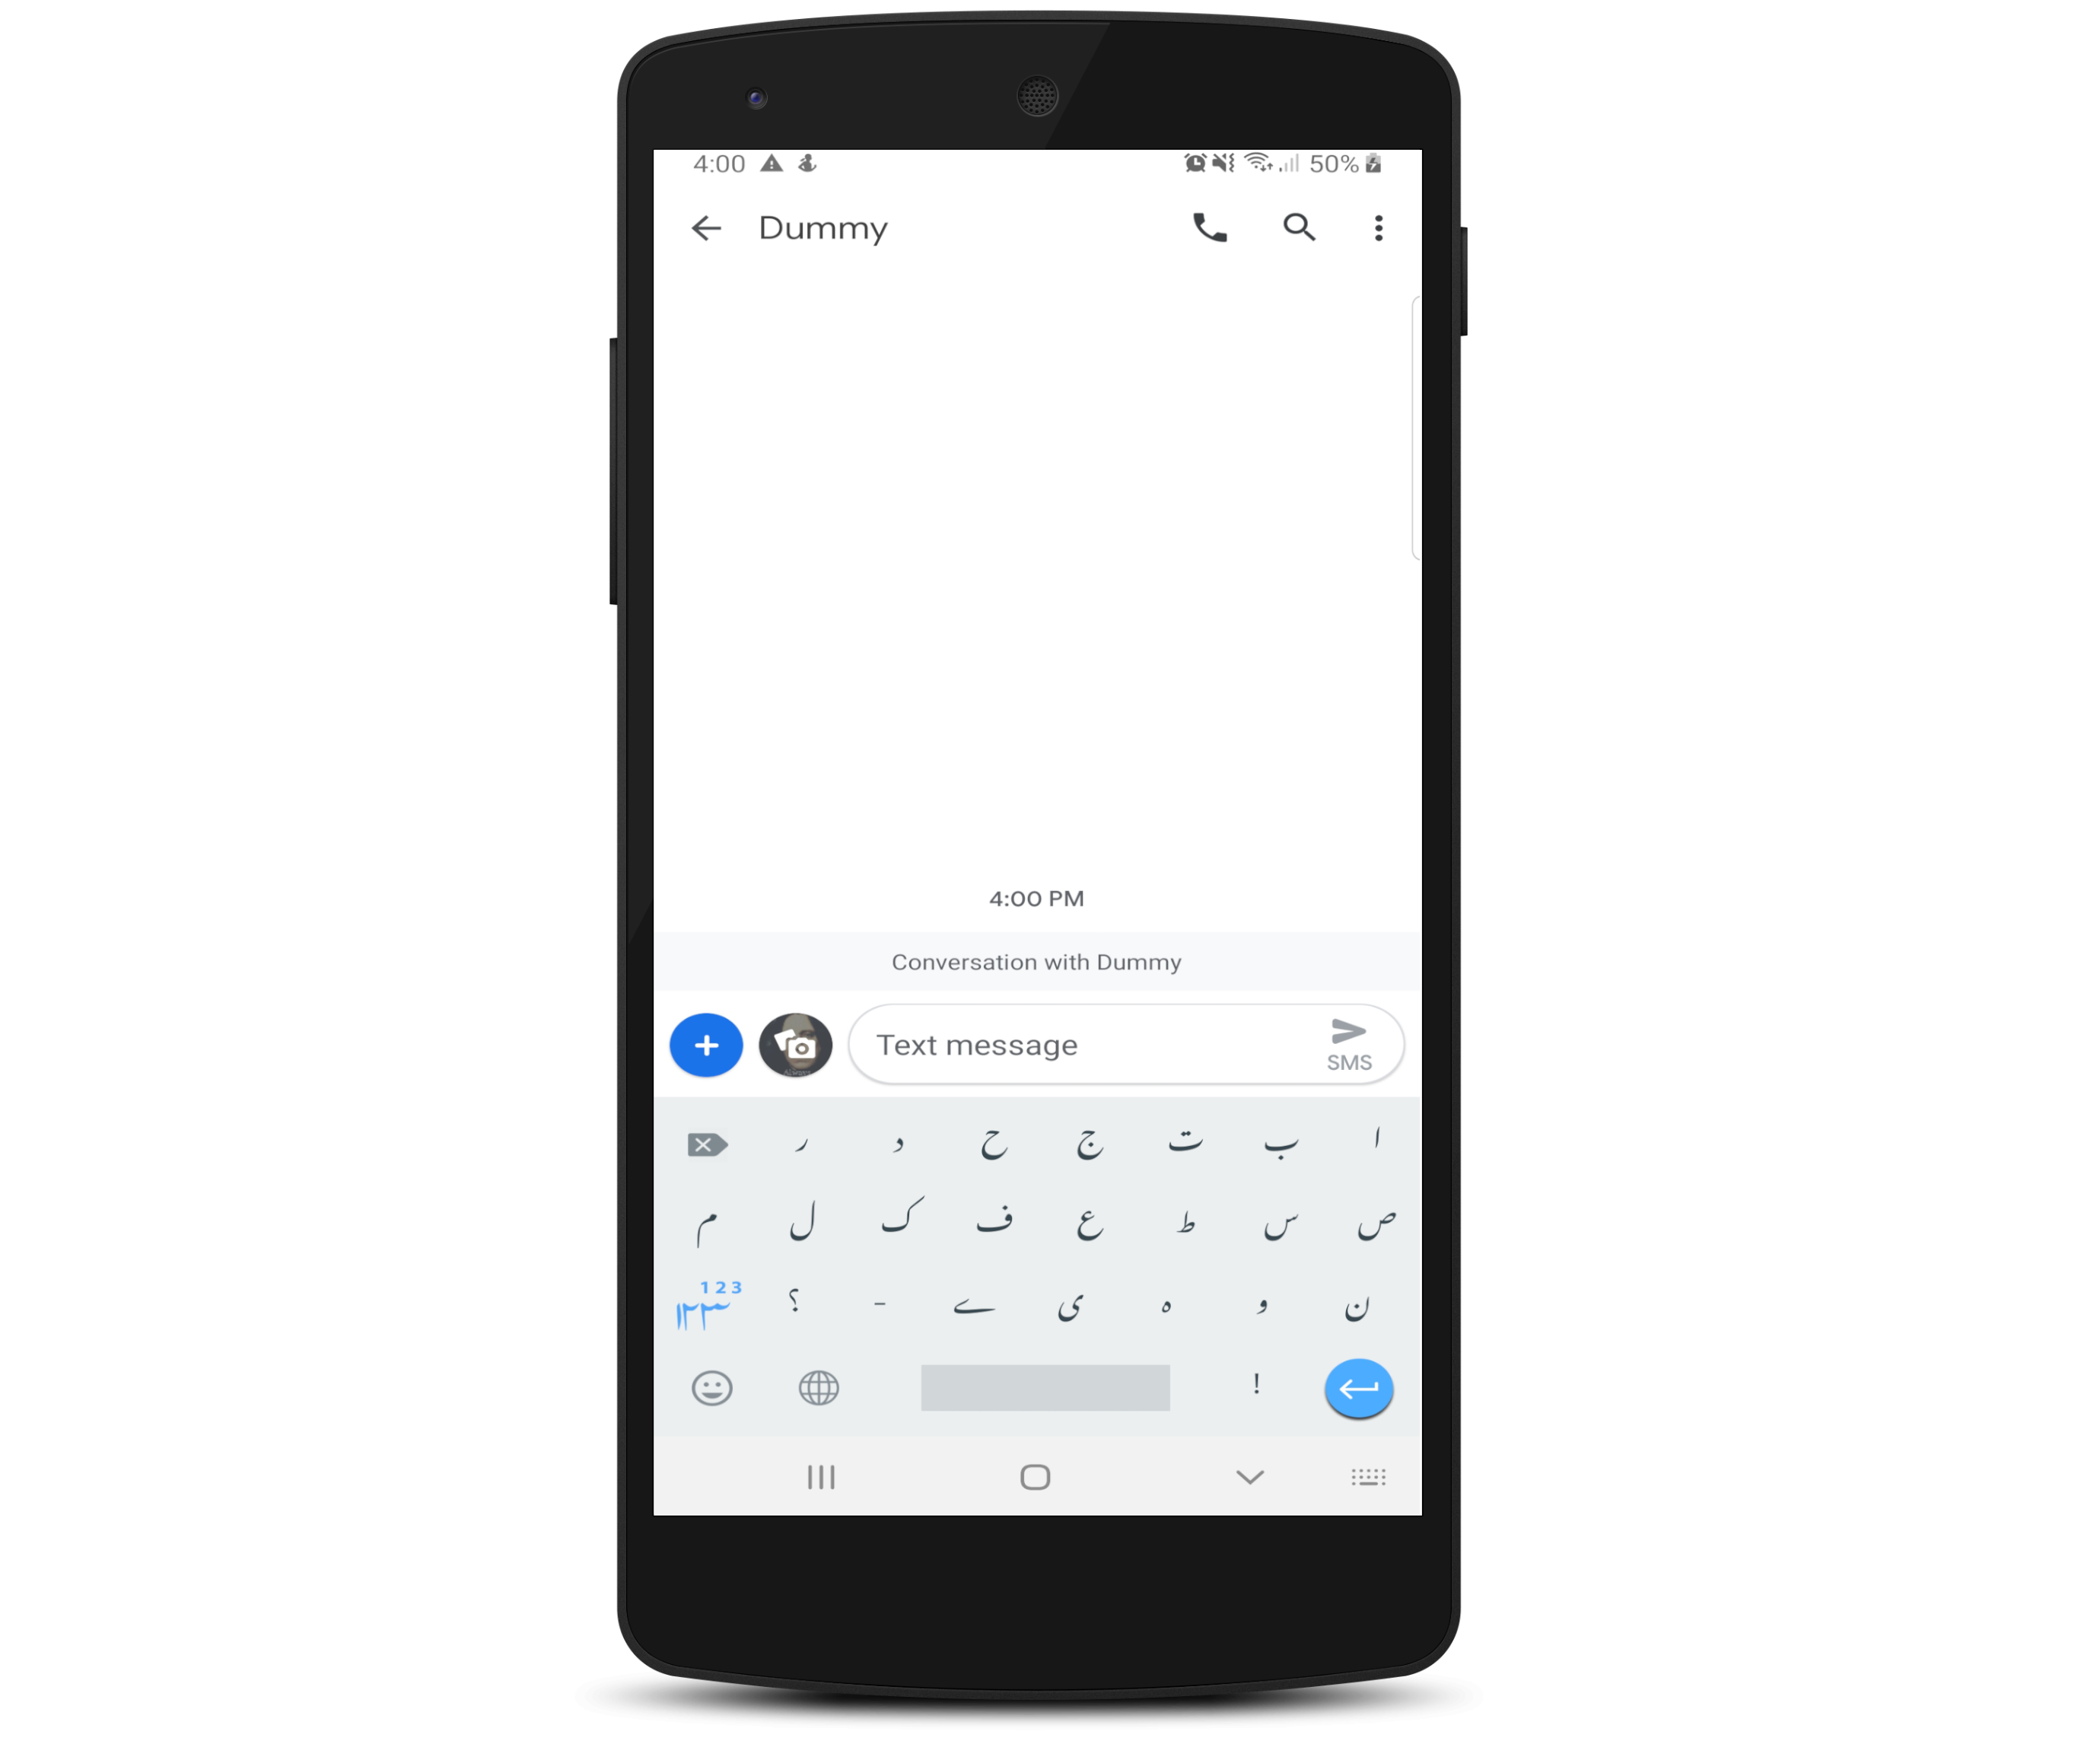 4:00 50%
Dummy
4:00 PM
Conversation with Dummy
Text message
SMS
ا ب ت ج ح د ر
ص س ط ع ف ک ل م
ن و ہ ی ے - ؟ 123 ۱۲۳
!